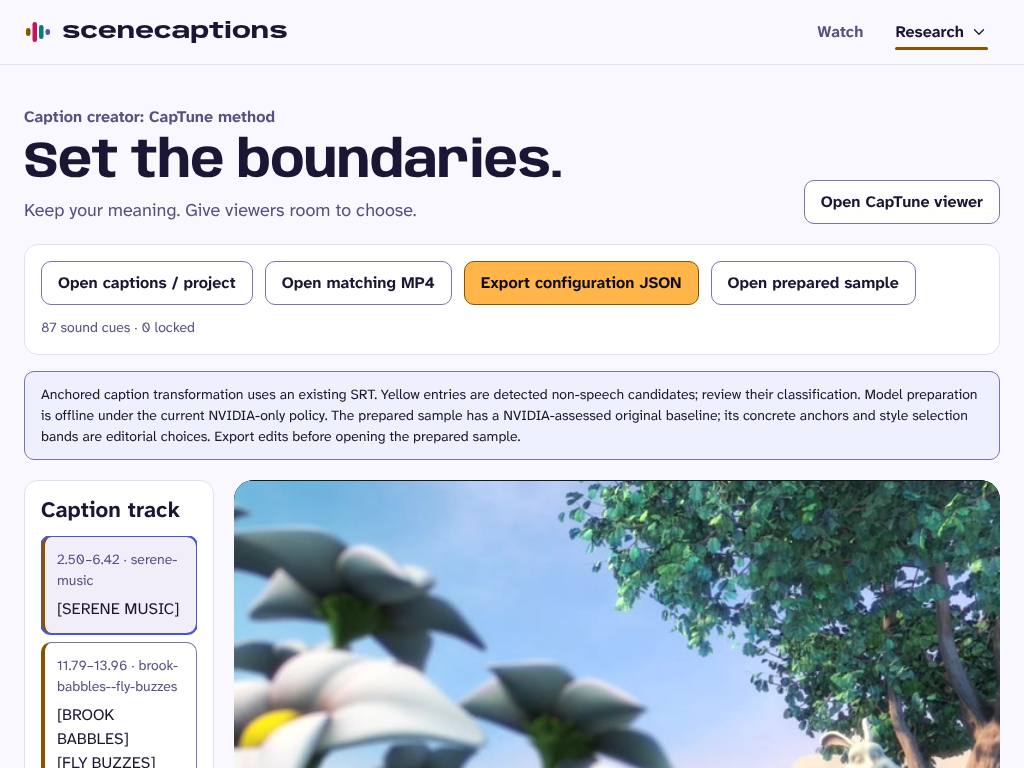 scenecaptions
Watch
Research
Caption creator: CapTune method
Set the boundaries.
Keep your meaning. Give viewers room to choose.
Open CapTune viewer
Open captions / project
Open matching MP4
Export configuration JSON
Open prepared sample
87 sound cues · 0 locked
Anchored caption transformation uses an existing SRT. Yellow entries are detected non-speech candidates; review their classification. Model preparation
is offline under the current NVIDIA-only policy. The prepared sample has a NVIDIA-assessed original baseline; its concrete anchors and style selection
bands are editorial choices. Export edits before opening the prepared sample.
Caption track
2.50–6.42 · serene-
music
[SERENE MUSIC]
11.79–13.96 · brook-
babbles--fly-buzzes
[BROOK
BABBLES]
[FLY BUZZES]